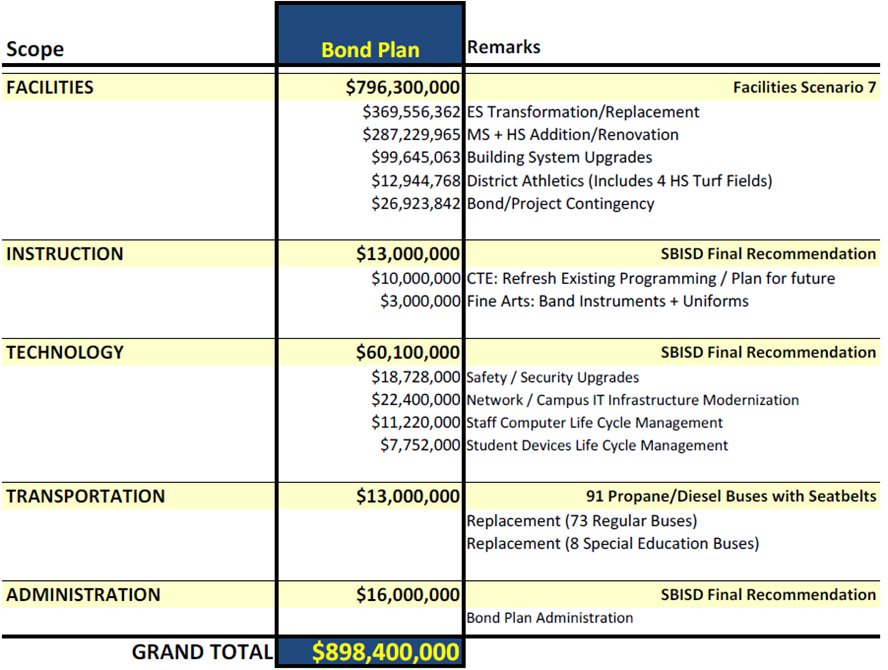 Scope Bond Plan Remarks
FACILITIES $796,300,000 Facilities Scenario 7
$369,556,362 ES Transformation/Replacement
$287,229,965 MS + HS Addition/Renovation
$99,645,063 Building System Upgrades
$12,944,768 District Athletics (Includes 4 HS Turf Fields)
$26,923,842 Bond/Project Contingency
INSTRUCTION $13,000,000 SBISD Final Recommendation
$10,000,000 CTE: Refresh Existing Programming / Plan for future
$3,000,000 Fine Arts: Band Instruments + Uniforms
TECHNOLOGY $60,100,000 SBISD Final Recommendation
$18,728,000 Safety / Security Upgrades
$22,400,000 Network / Campus IT Infrastructure Modernization
$11,220,000 Staff Computer Life Cycle Management
$7,752,000 Student Devices Life Cycle Management
TRANSPORTATION $13,000,000 91 Propane/Diesel Buses with Seatbelts
Replacement (73 Regular Buses)
Replacement (8 Special Education Buses)
ADMINISTRATION $16,000,000 SBISD Final Recommendation
Bond Plan Administration
GRAND TOTAL $898,400,000